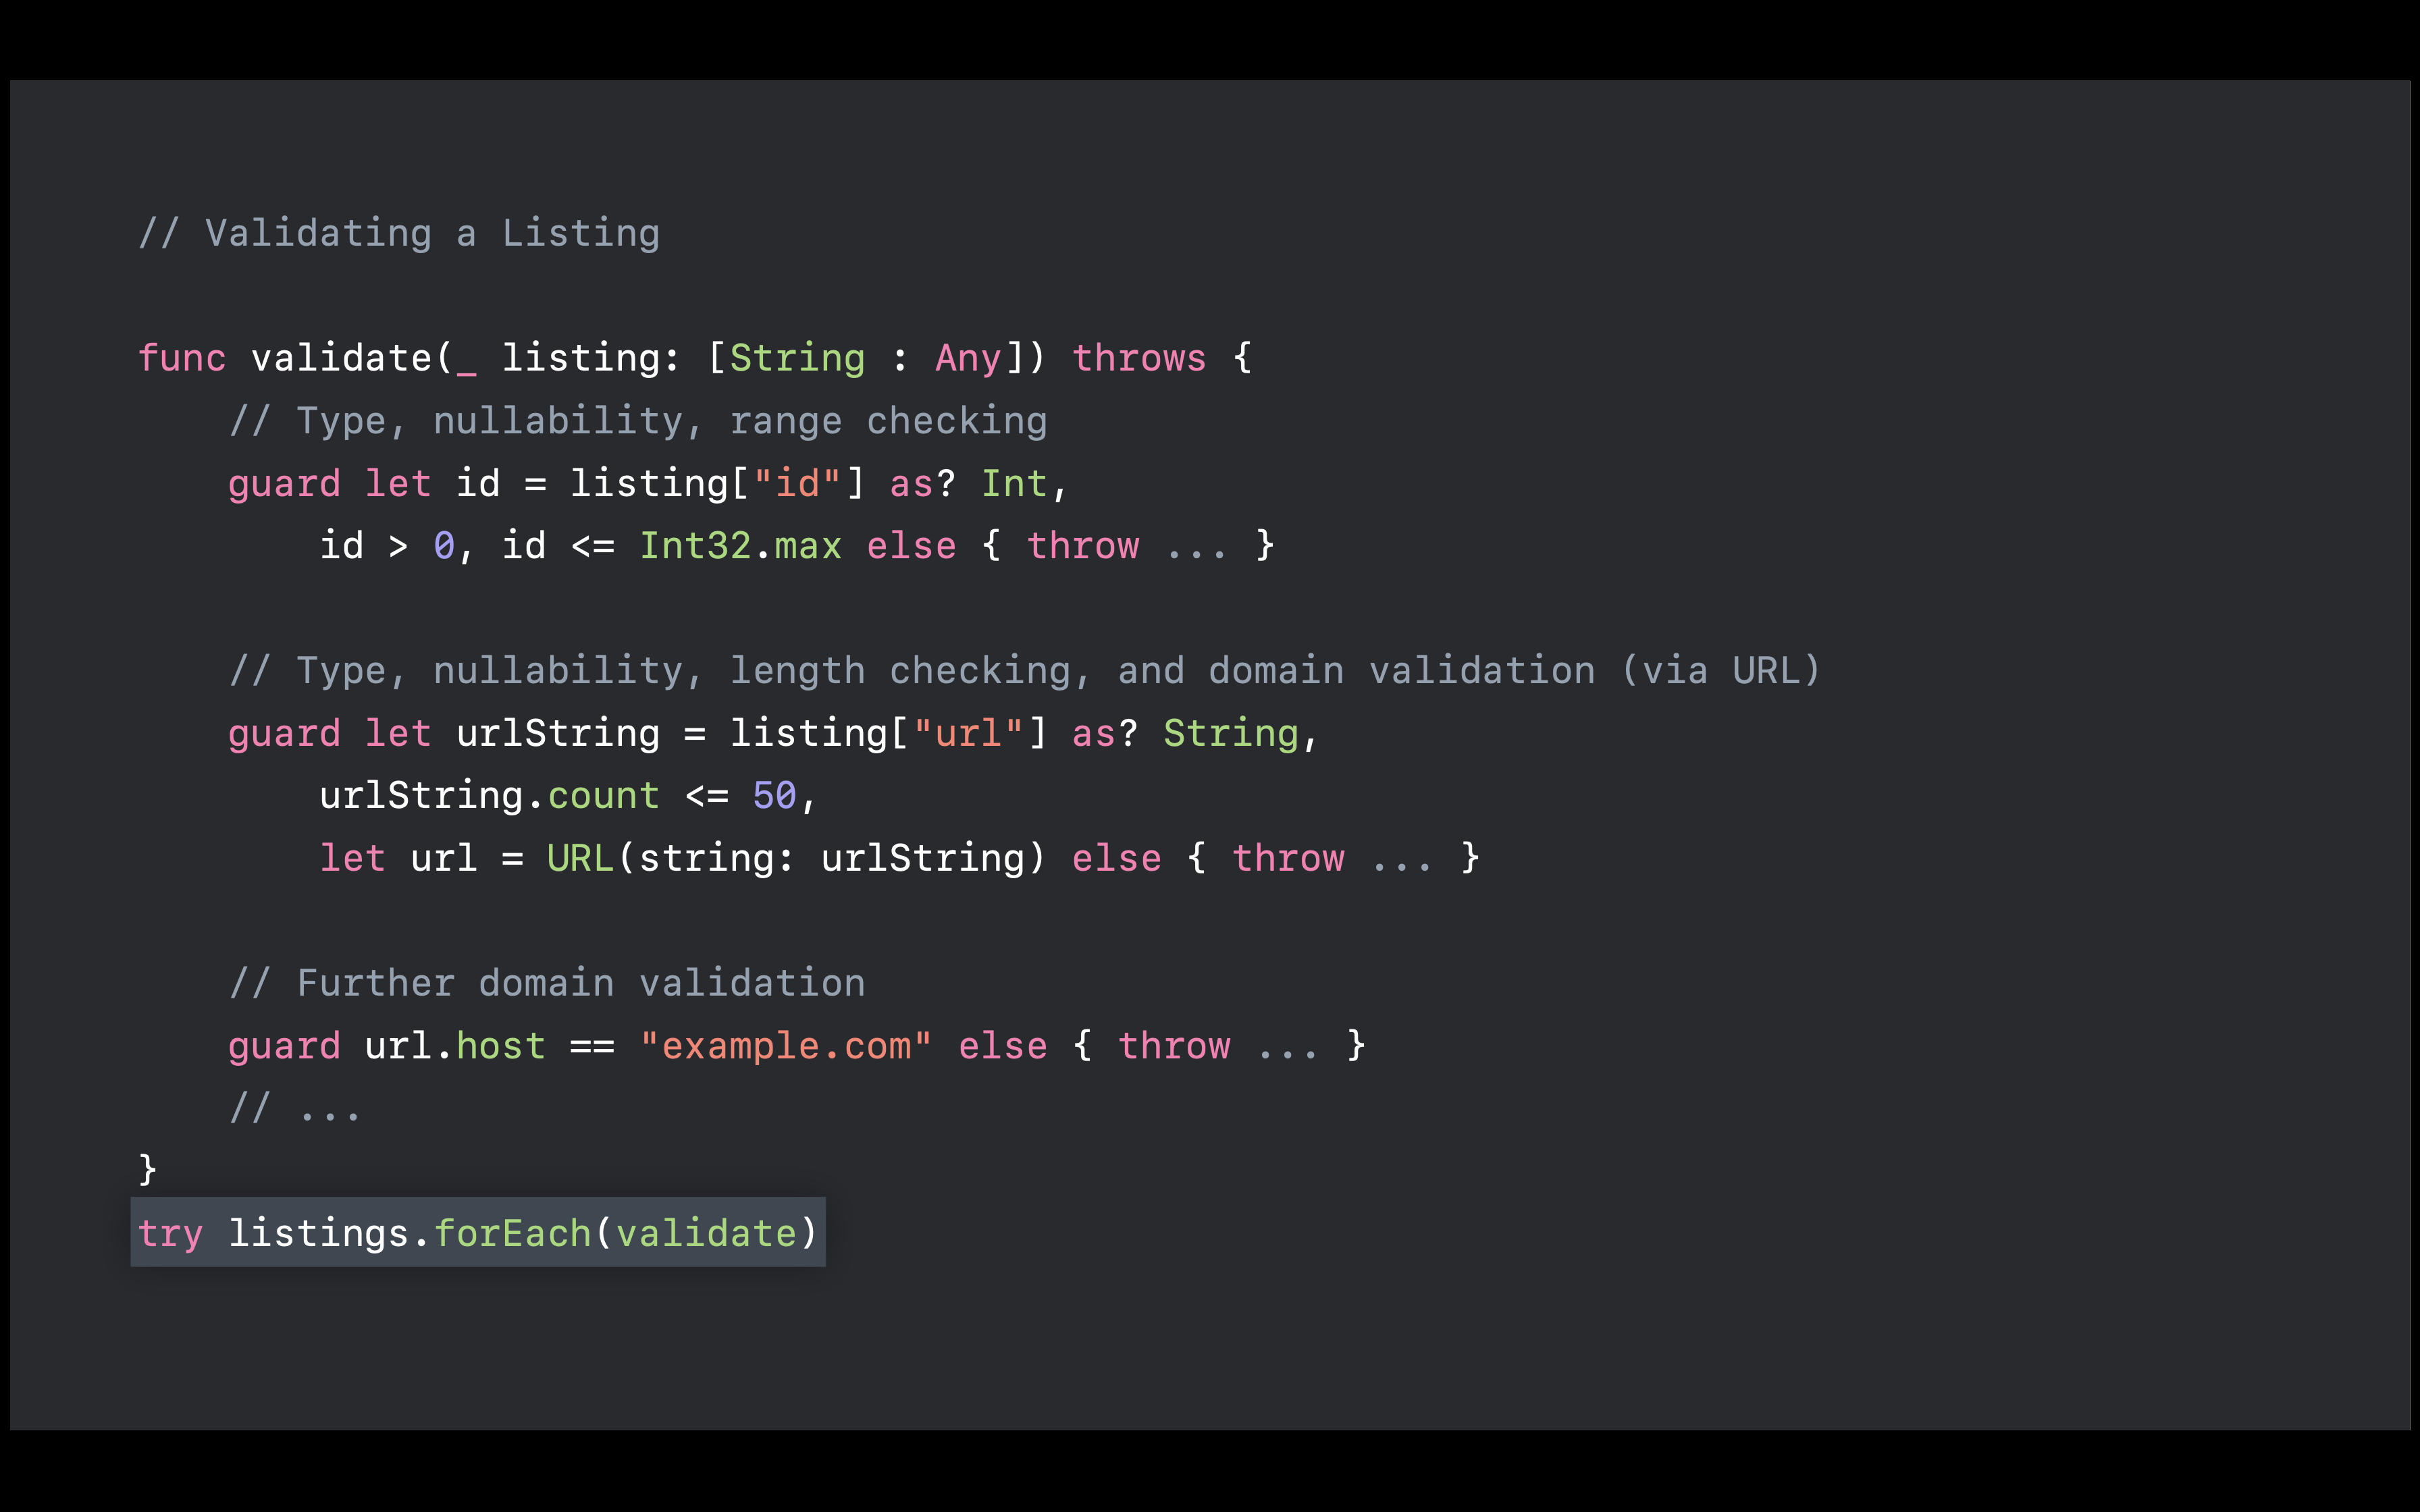 // Validating a Listing
func validate(_ listing: [String : Any]) throws {
// Type, nullability, range checking
guard let id = listing["id"] as? Int,
id > 0, id <= Int32.max else { throw ... }
// Type, nullability, length checking, and domain validation (via URL)
guard let urlString = listing["url"] as? String,
urlString.count <= 50,
let url = URL(string: urlString) else { throw ... }
// Further domain validation
guard url.host == "example.com" else { throw ... }
// ...
}
try listings.forEach(validate)